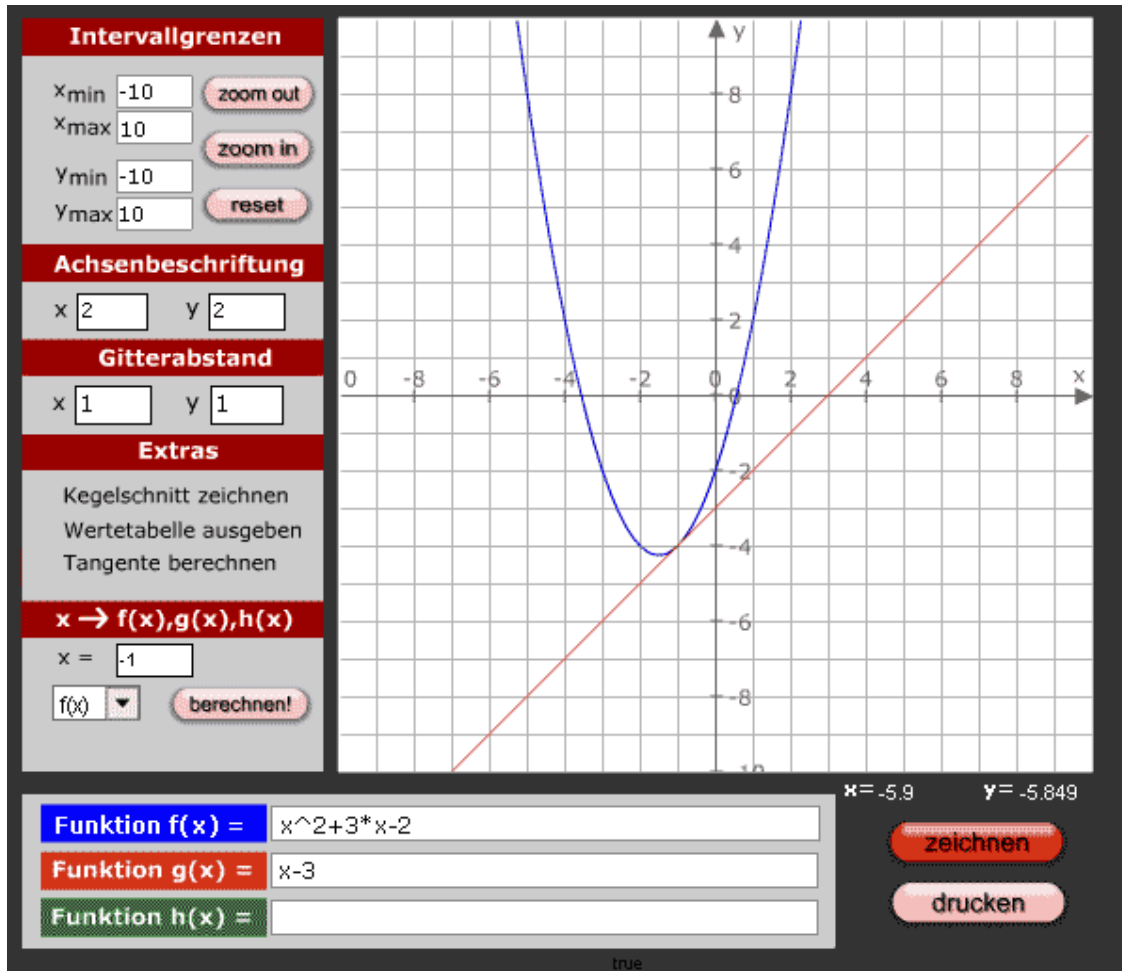 Intervallgrenzen
xmin -10 zoom out
xmax 10
zoom in
ymin -10
ymax 10 reset
Achsenbeschriftung
x 2 y 2
Gitterabstand
x 1 y 1
Extras
Kegelschnitt zeichnen
Wertetabelle ausgeben
Tangente berechnen
x → f(x),g(x),h(x)
x = -1
f(x) berechnen!
y
8
6
4
2
0 -8 -6 -4 -2 0 2 4 6 8 x
0
-2
-4
-6
-8
-10
x= -5.9 y= -5.849
Funktion f(x) = x^2+3*x-2
zeichnen
Funktion g(x) = x-3
drucken
Funktion h(x) =
true